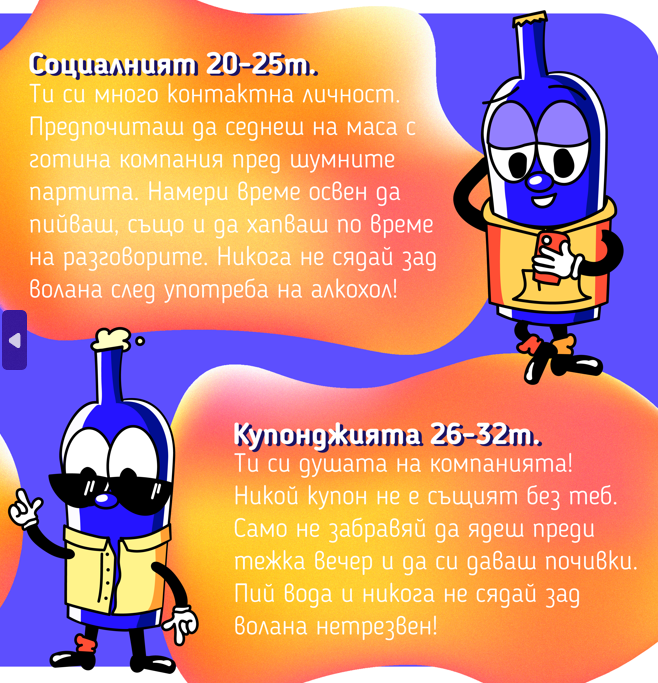 Социалният 20-25т.
Ти си много контактна личност.
Предпочиташ да седнеш на маса с
готина компания пред шумните
партита. Намери време освен да
пийваш, също и да хапваш по време
на разговорите. Никога не сядай зад
волана след употреба на алкохол!
Купонджията 26-32т.
Ти си душата на компанията!
Никой купон не е същият без теб.
Само не забравяй да ядеш преди
тежка вечер и да си даваш почивки.
Пий вода и никога не сядай зад
волана нетрезвен!